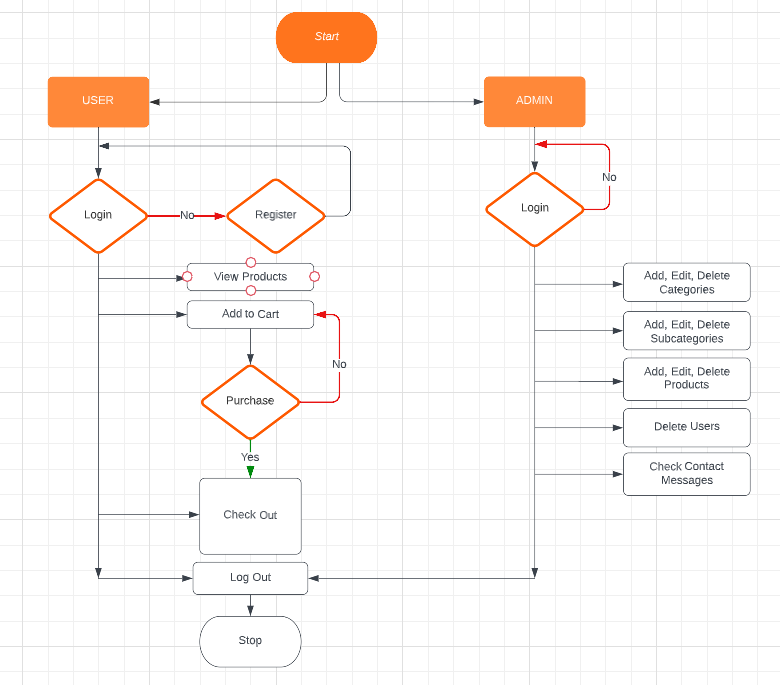 Start
USER
ADMIN
Login
No
Register
Login
No
View Products
Add to Cart
No
Purchase
Yes
Check Out
Log Out
Stop
Add, Edit, Delete
Categories
Add, Edit, Delete
Subcategories
Add, Edit, Delete
Products
Delete Users
Check Contact
Messages